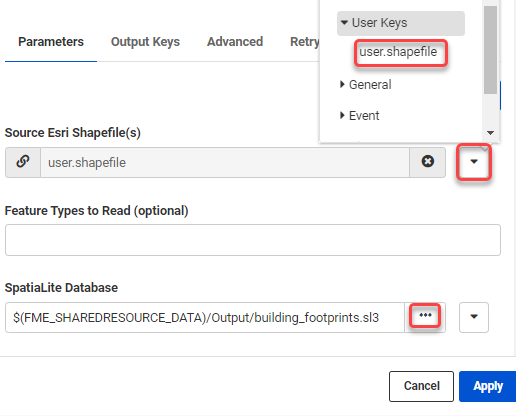 User Keys
user.shapefile
General
Event
Parameters Output Keys Advanced Retry
Source Esri Shapefile(s)
user.shapefile
Feature Types to Read (optional)
SpatiaLite Database
$(FME_SHAREDRESOURCE_DATA)/Output/building_footprints.sl3
Cancel Apply